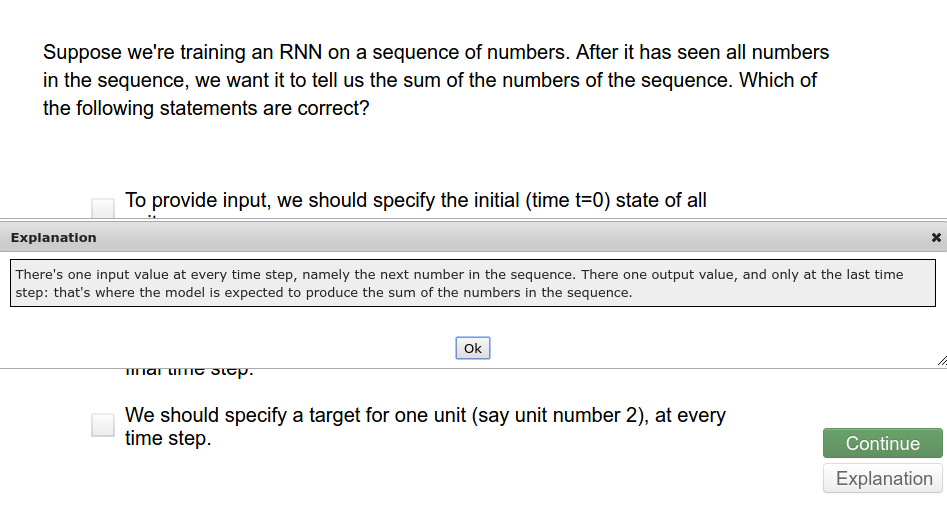 Suppose we're training an RNN on a sequence of numbers. After it has seen all numbers
in the sequence, we want it to tell us the sum of the numbers of the sequence. Which of
the following statements are correct?
To provide input, we should specify the initial (time t=0) state of all
Explanation
There's one input value at every time step, namely the next number in the sequence. There one output value, and only at the last time
step: that's where the model is expected to produce the sum of the numbers in the sequence.
Ok
final time step.
We should specify a target for one unit (say unit number 2), at every
time step.
Continue
Explanation